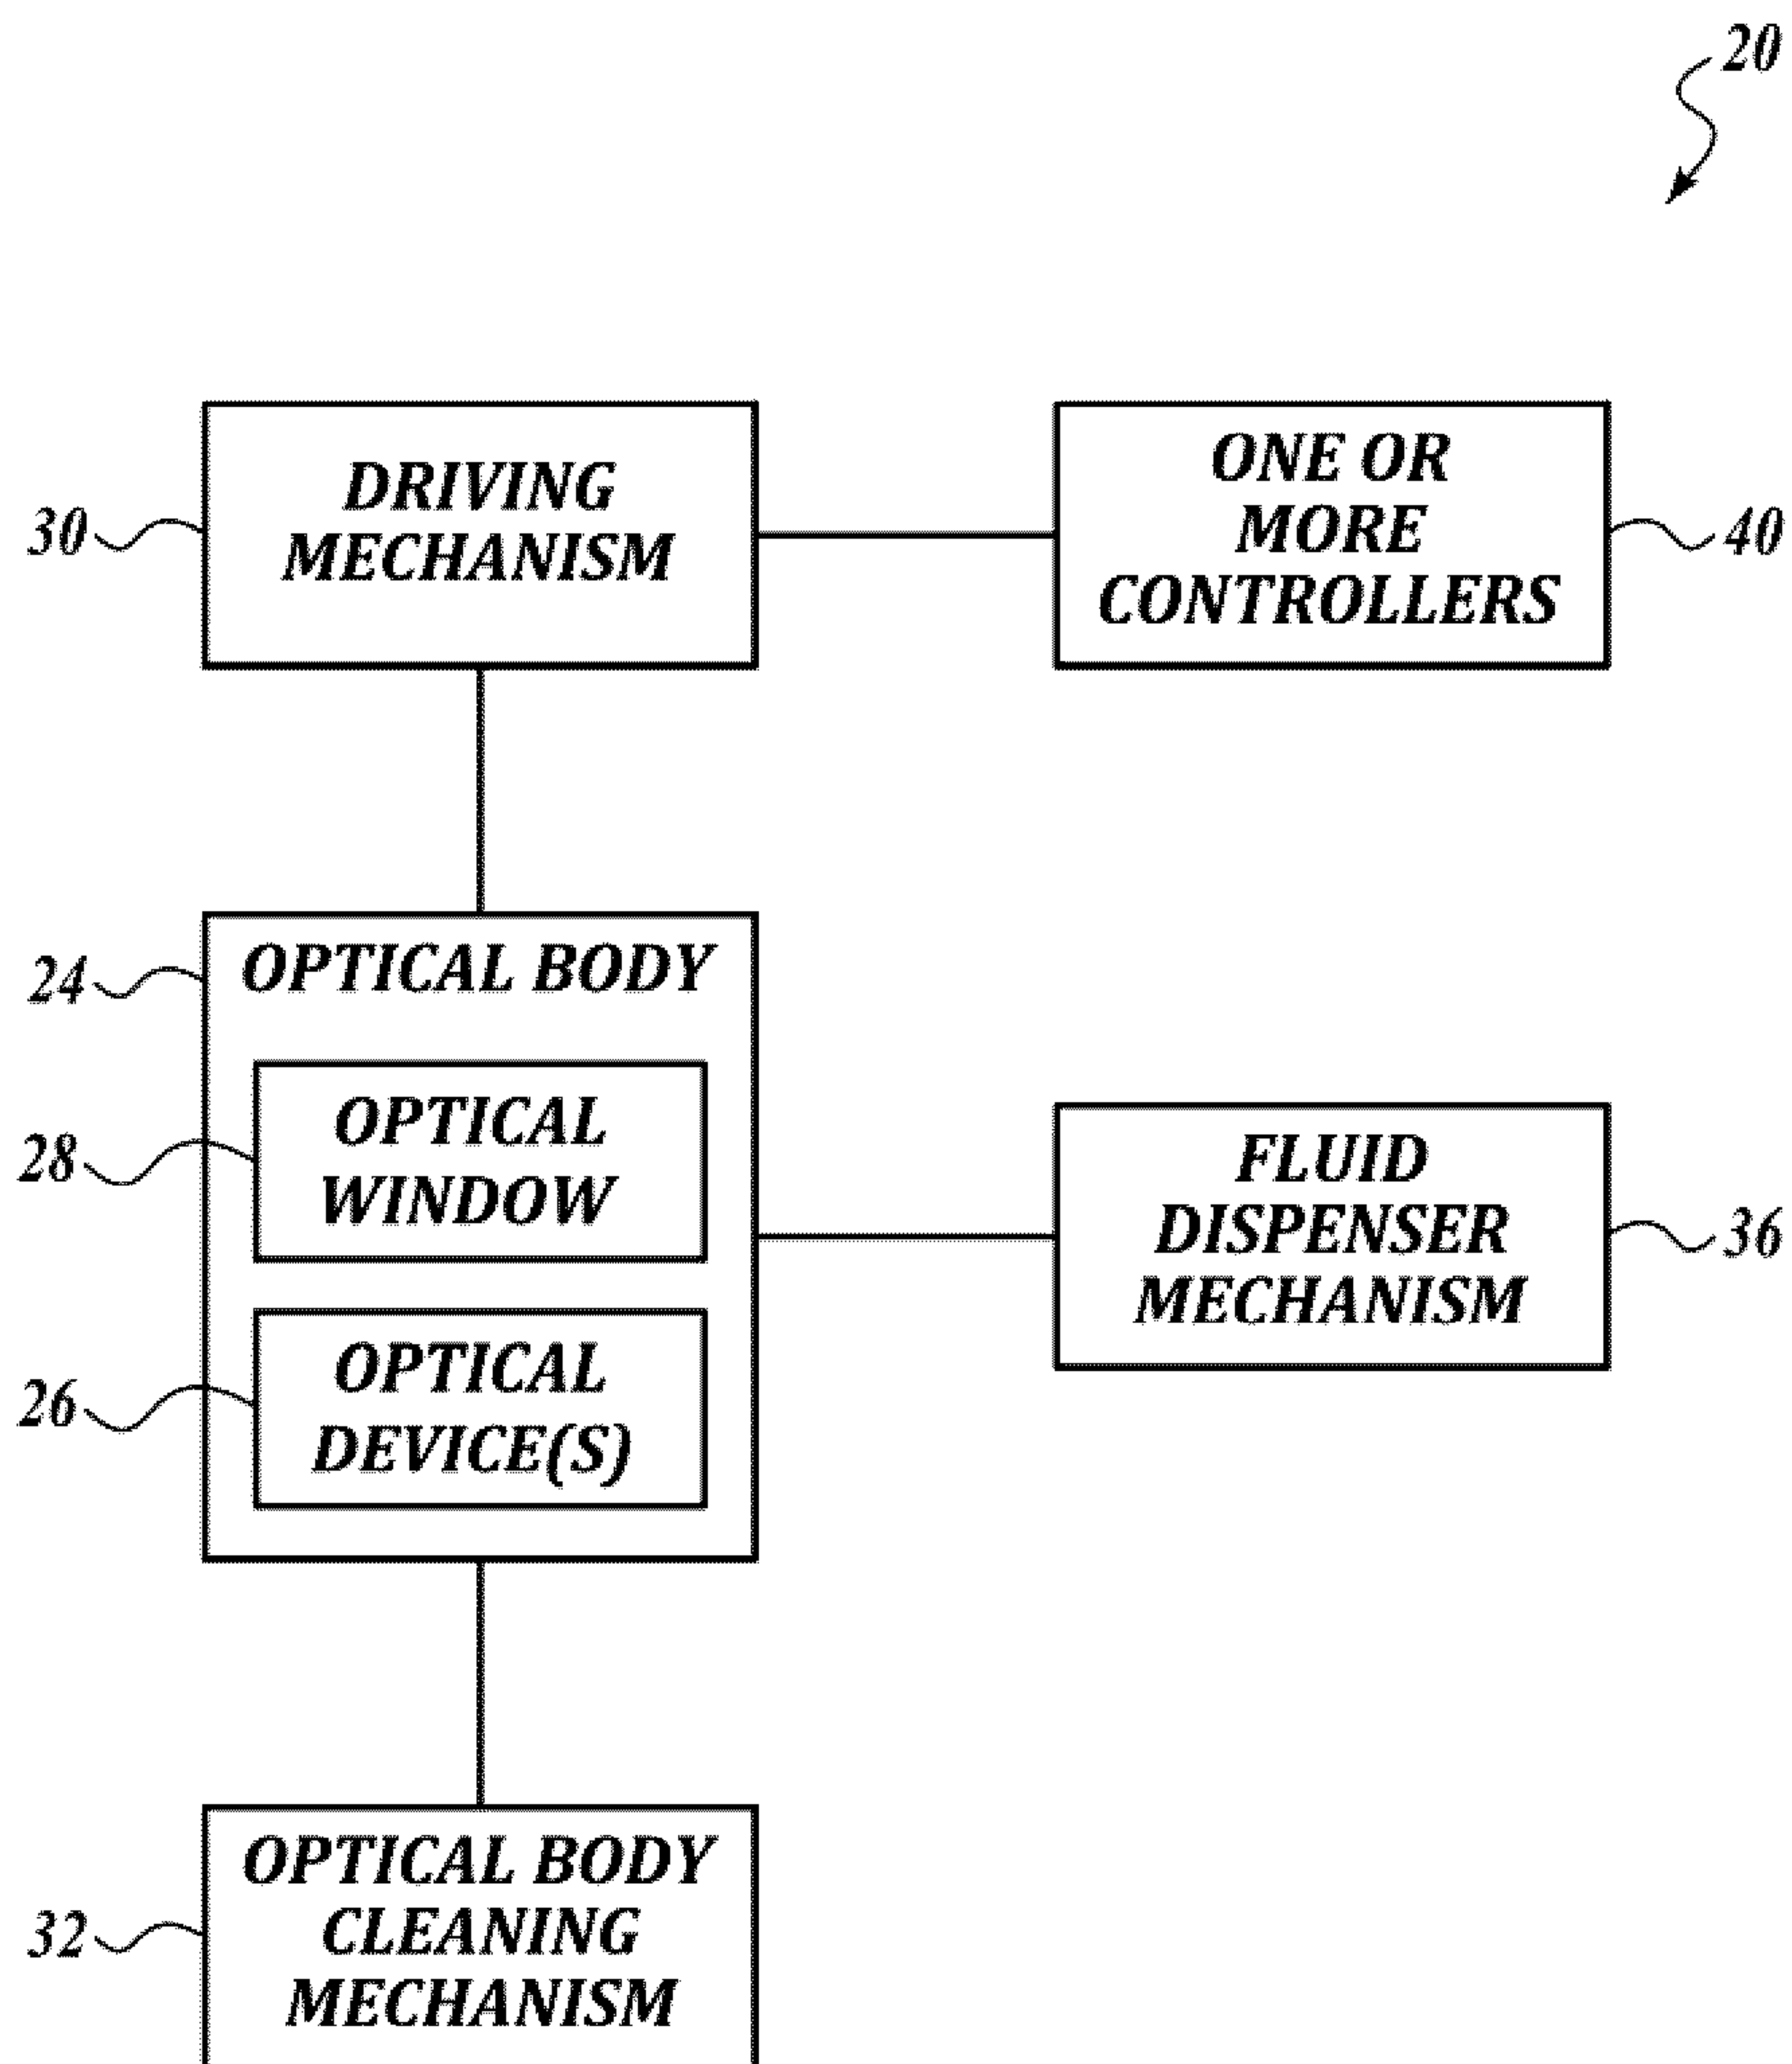 20
DRIVING
MECHANISM
30
ONE OR
MORE
CONTROLLERS
40
OPTICAL BODY
24
OPTICAL
WINDOW
28
OPTICAL
DEVICE(S)
26
FLUID
DISPENSER
MECHANISM
36
OPTICAL BODY
CLEANING
MECHANISM
32